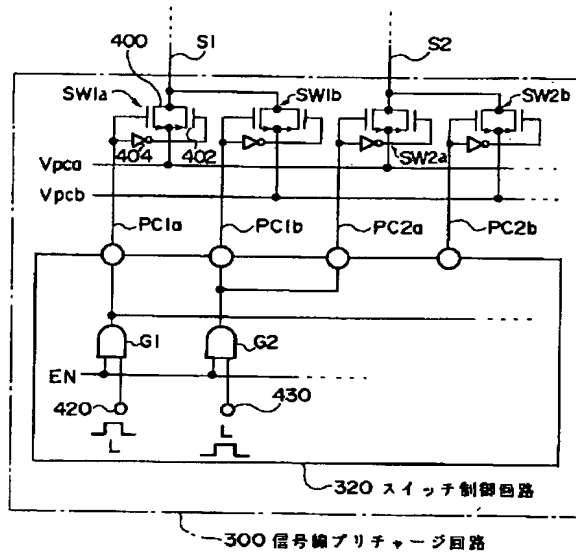 400 S1 S2
SW1a SW1b SW2b
404 402 SW2a
Vpca
Vpcb
PC1a PC1b PC2a PC2b
G1 G2
EN
420 430
L L
320 スイッチ制御回路
300 信号線プリチャージ回路